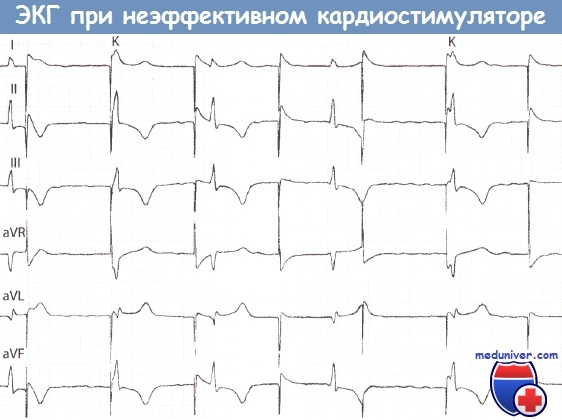 ЭКГ при неэффективном кардиостимуляторе
I K K
II
III
aVR
aVL
aVF
meduniver.com